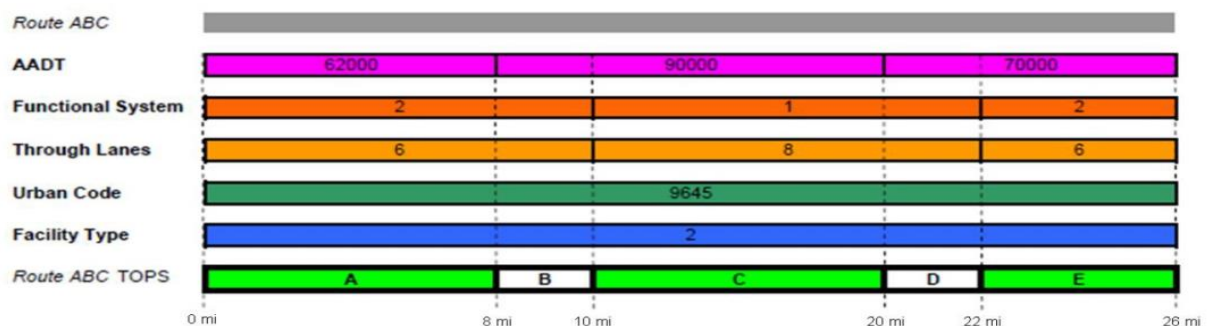 Route ABC
AADT 62000 90000 70000
Functional System 2 1 2
Through Lanes 6 8 6
Urban Code 9645
Facility Type 2
Route ABC TOPS A B C D E
0 mi 8 mi 10 mi 20 mi 22 mi 26 mi